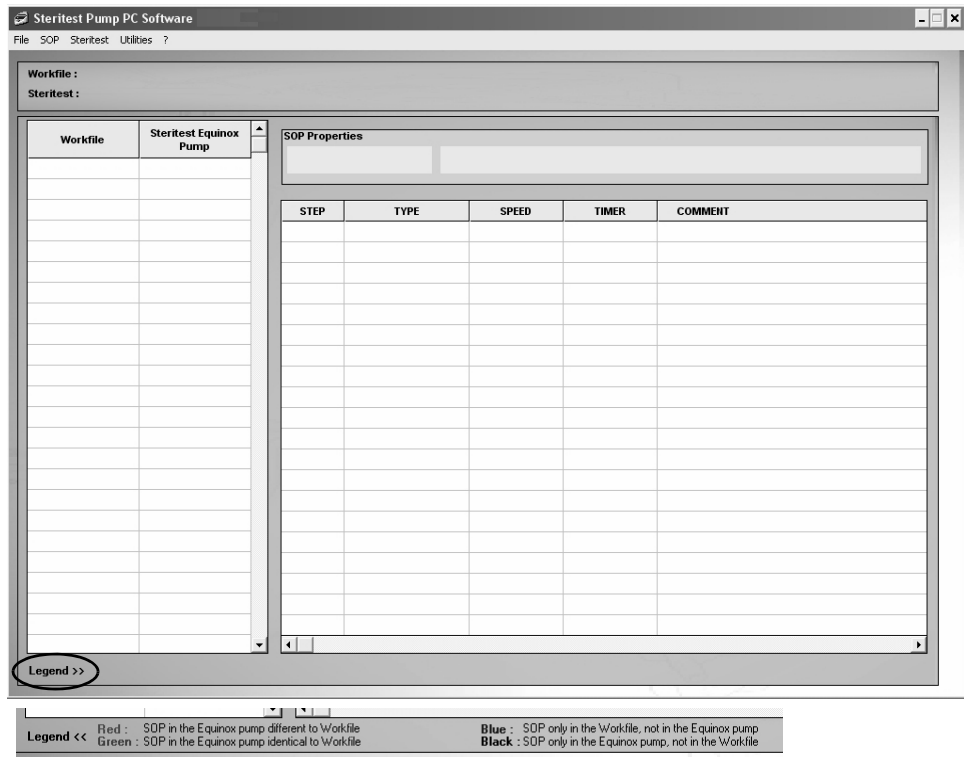 Steritest Pump PC Software
File SOP Steritest Utilities ?
Workfile :
Steritest :
Workfile
Steritest Equinox
Pump
SOP Properties
STEP TYPE SPEED TIMER COMMENT
Legend >>
Legend <<
Red : SOP in the Equinox pump different to Workfile
Green : SOP in the Equinox pump identical to Workfile
Blue : SOP only in the Workfile, not in the Equinox pump
Black : SOP only in the Equinox pump, not in the Workfile